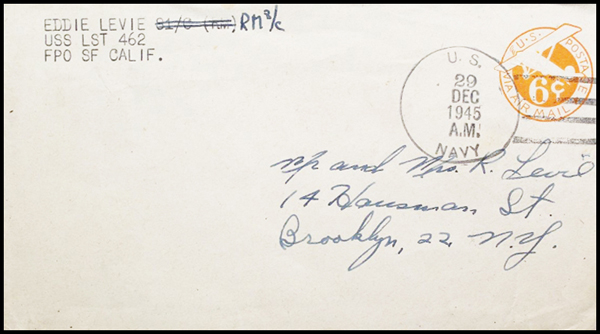 EDDIE LEVIE S1/C (RM) RM³/c
USS LST 462
FPO SF CALIF.
U.S.
29
DEC
1945
A.M.
NAVY
U.S. POSTAGE
6¢
VIA AIR MAIL
Mr and Mrs. R. Levie
14 Hausman St.
Brooklyn, 22 N.Y.